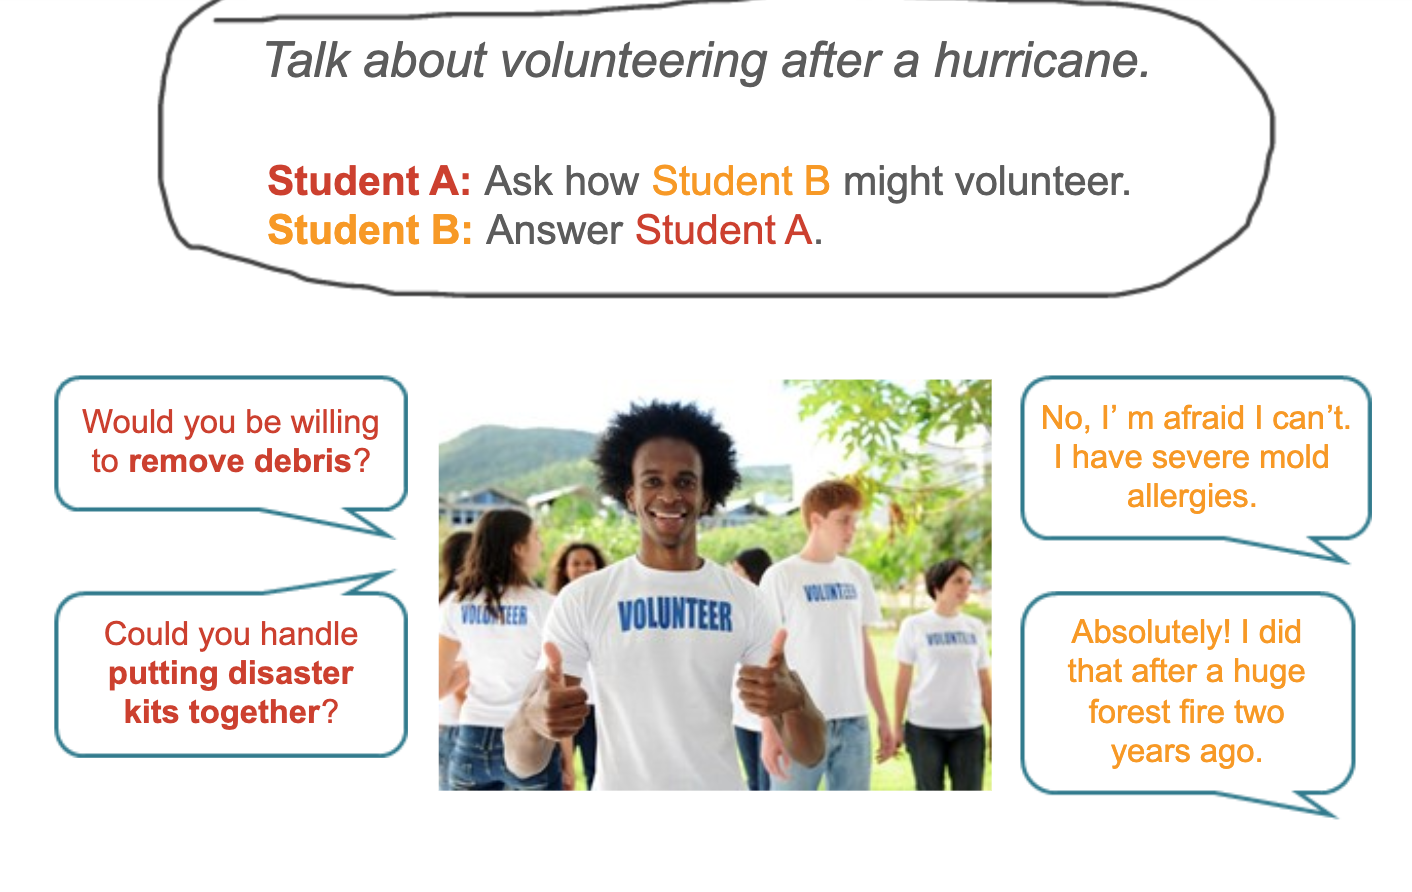 Talk about volunteering after a hurricane.
Student A: Ask how Student B might volunteer.
Student B: Answer Student A.
Would you be willing
to remove debris?
Could you handle
putting disaster
kits together?
VOLUNTEER
VOLUNTEER
VOLUNTEER
VOLUNTEER
No, I’ m afraid I can’t.
I have severe mold
allergies.
Absolutely! I did
that after a huge
forest fire two
years ago.